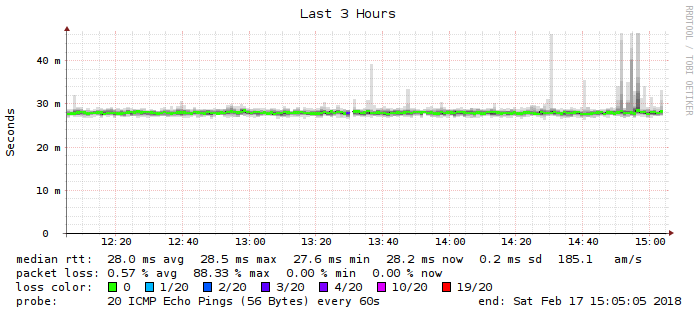 Last 3 Hours
RRDTOOL / TOBI OETIKER
Seconds
40 m
30 m
20 m
10 m
0
12:20 12:40 13:00 13:20 13:40 14:00 14:20 14:40 15:00
median rtt: 28.0 ms avg 28.5 ms max 27.6 ms min 28.2 ms now 0.2 ms sd 185.1 am/s
packet loss: 0.57 % avg 88.33 % max 0.00 % min 0.00 % now
loss color: 0 1/20 2/20 3/20 4/20 10/20 19/20
probe: 20 ICMP Echo Pings (56 Bytes) every 60s end: Sat Feb 17 15:05:05 2018